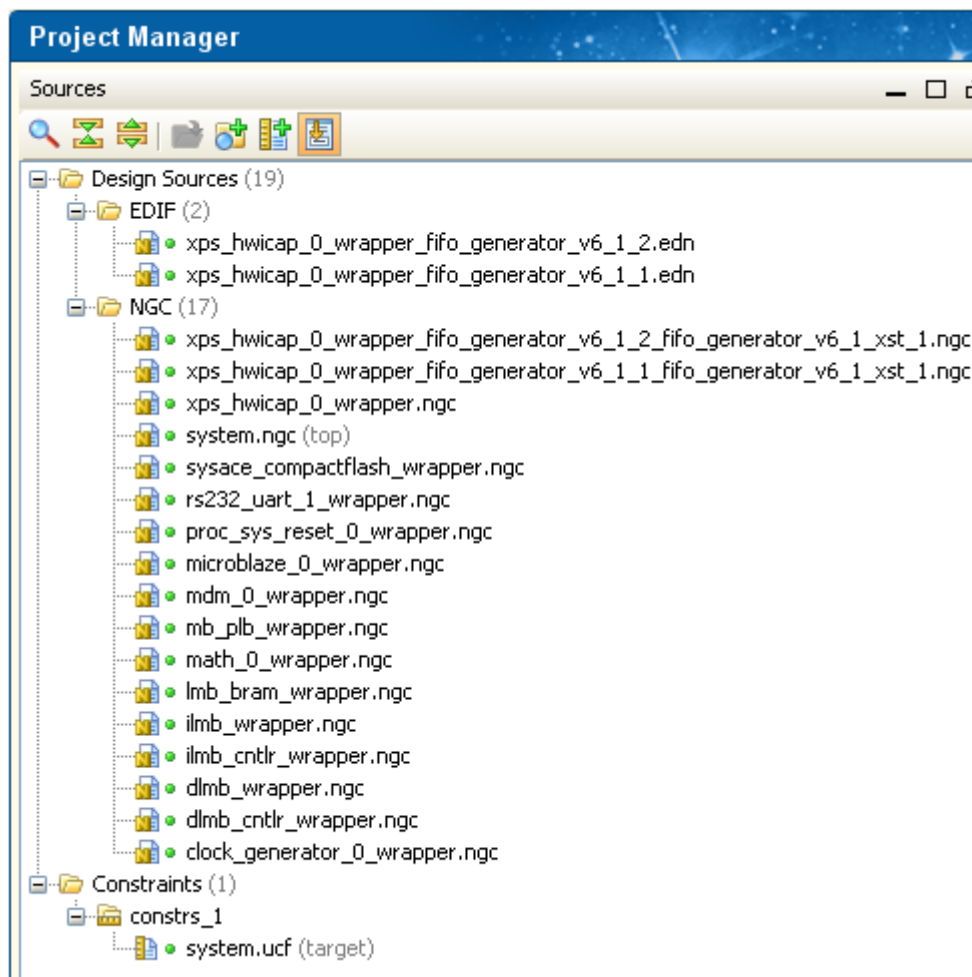 Project Manager
Sources
Design Sources (19)
EDIF (2)
xps_hwicap_0_wrapper_fifo_generator_v6_1_2.edn
xps_hwicap_0_wrapper_fifo_generator_v6_1_1.edn
NGC (17)
xps_hwicap_0_wrapper_fifo_generator_v6_1_2_fifo_generator_v6_1_xst_1.ngc
xps_hwicap_0_wrapper_fifo_generator_v6_1_1_fifo_generator_v6_1_xst_1.ngc
xps_hwicap_0_wrapper.ngc
system.ngc (top)
sysace_compactflash_wrapper.ngc
rs232_uart_1_wrapper.ngc
proc_sys_reset_0_wrapper.ngc
microblaze_0_wrapper.ngc
mdm_0_wrapper.ngc
mb_plb_wrapper.ngc
math_0_wrapper.ngc
lmb_bram_wrapper.ngc
ilmb_wrapper.ngc
ilmb_cntlr_wrapper.ngc
dlmb_wrapper.ngc
dlmb_cntlr_wrapper.ngc
clock_generator_0_wrapper.ngc
Constraints (1)
constrs_1
system.ucf (target)